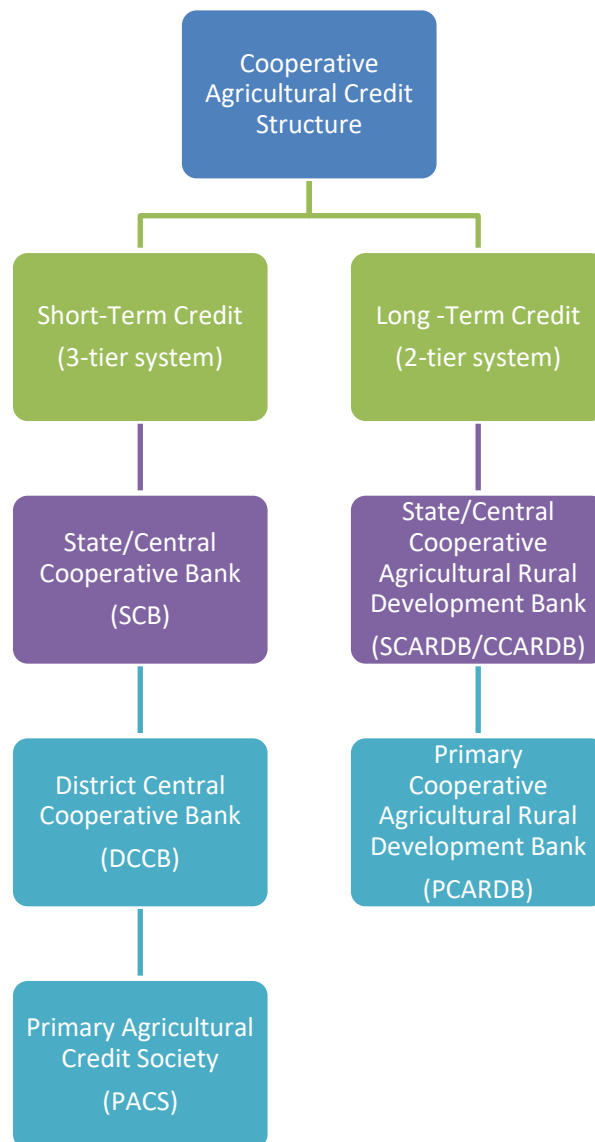 Cooperative
Agricultural Credit
Structure
Short-Term Credit
(3-tier system)
Long -Term Credit
(2-tier system)
State/Central
Cooperative Bank
(SCB)
State/Central
Cooperative
Agricultural Rural
Development Bank
(SCARDB/CCARDB)
District Central
Cooperative Bank
(DCCB)
Primary
Cooperative
Agricultural Rural
Development Bank
(PCARDB)
Primary Agricultural
Credit Society
(PACS)